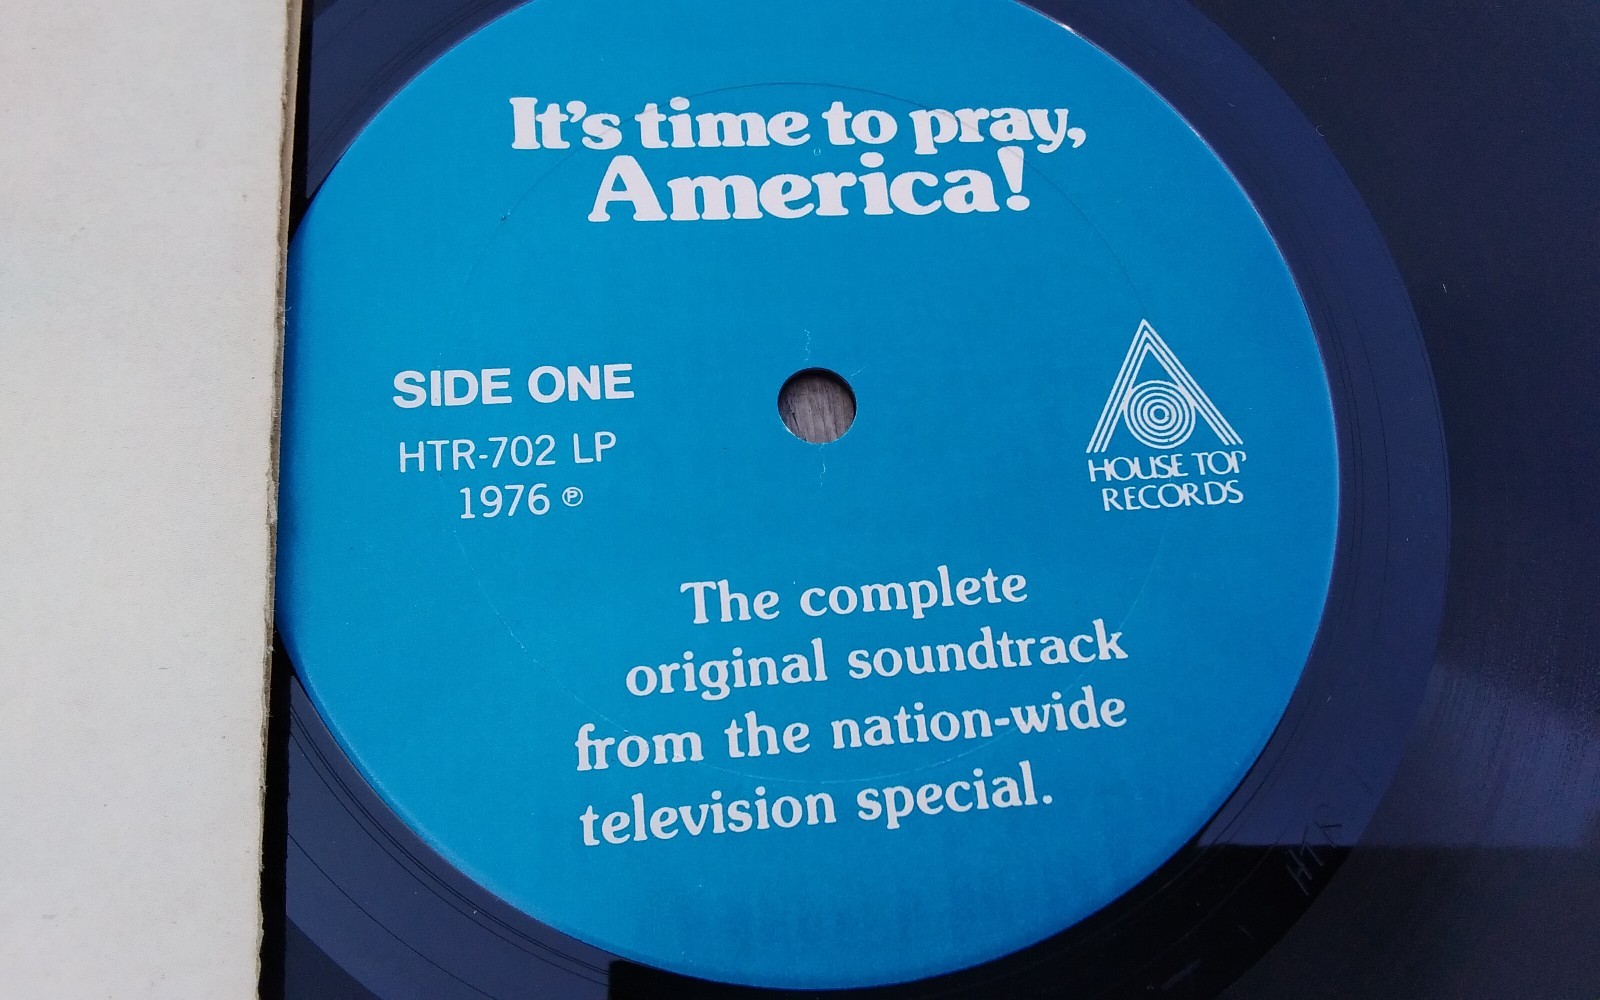 It's time to pray,
America!
SIDE ONE
HTR-702 LP
1976 ℗
HOUSE TOP
RECORDS
The complete
original soundtrack
from the nation-wide
television special.